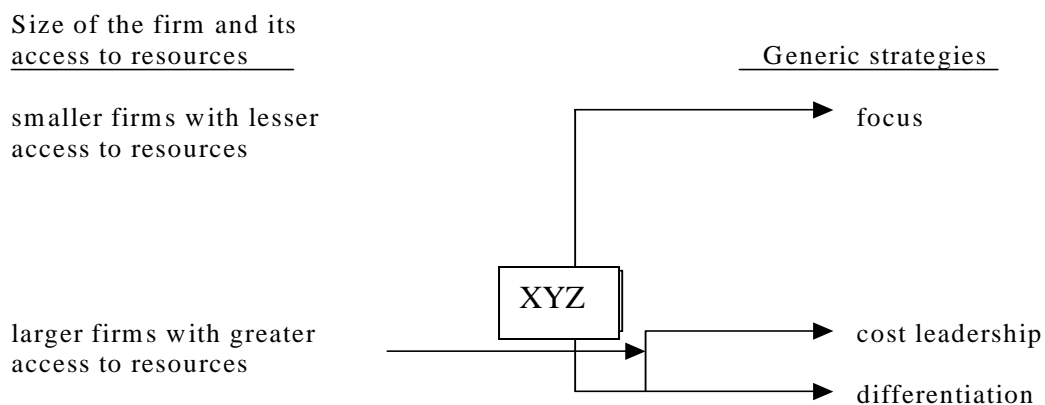 Size of the firm and its
access to resources
Generic strategies
smaller firms with lesser
access to resources
focus
XYZ
larger firms with greater
access to resources
cost leadership
differentiation